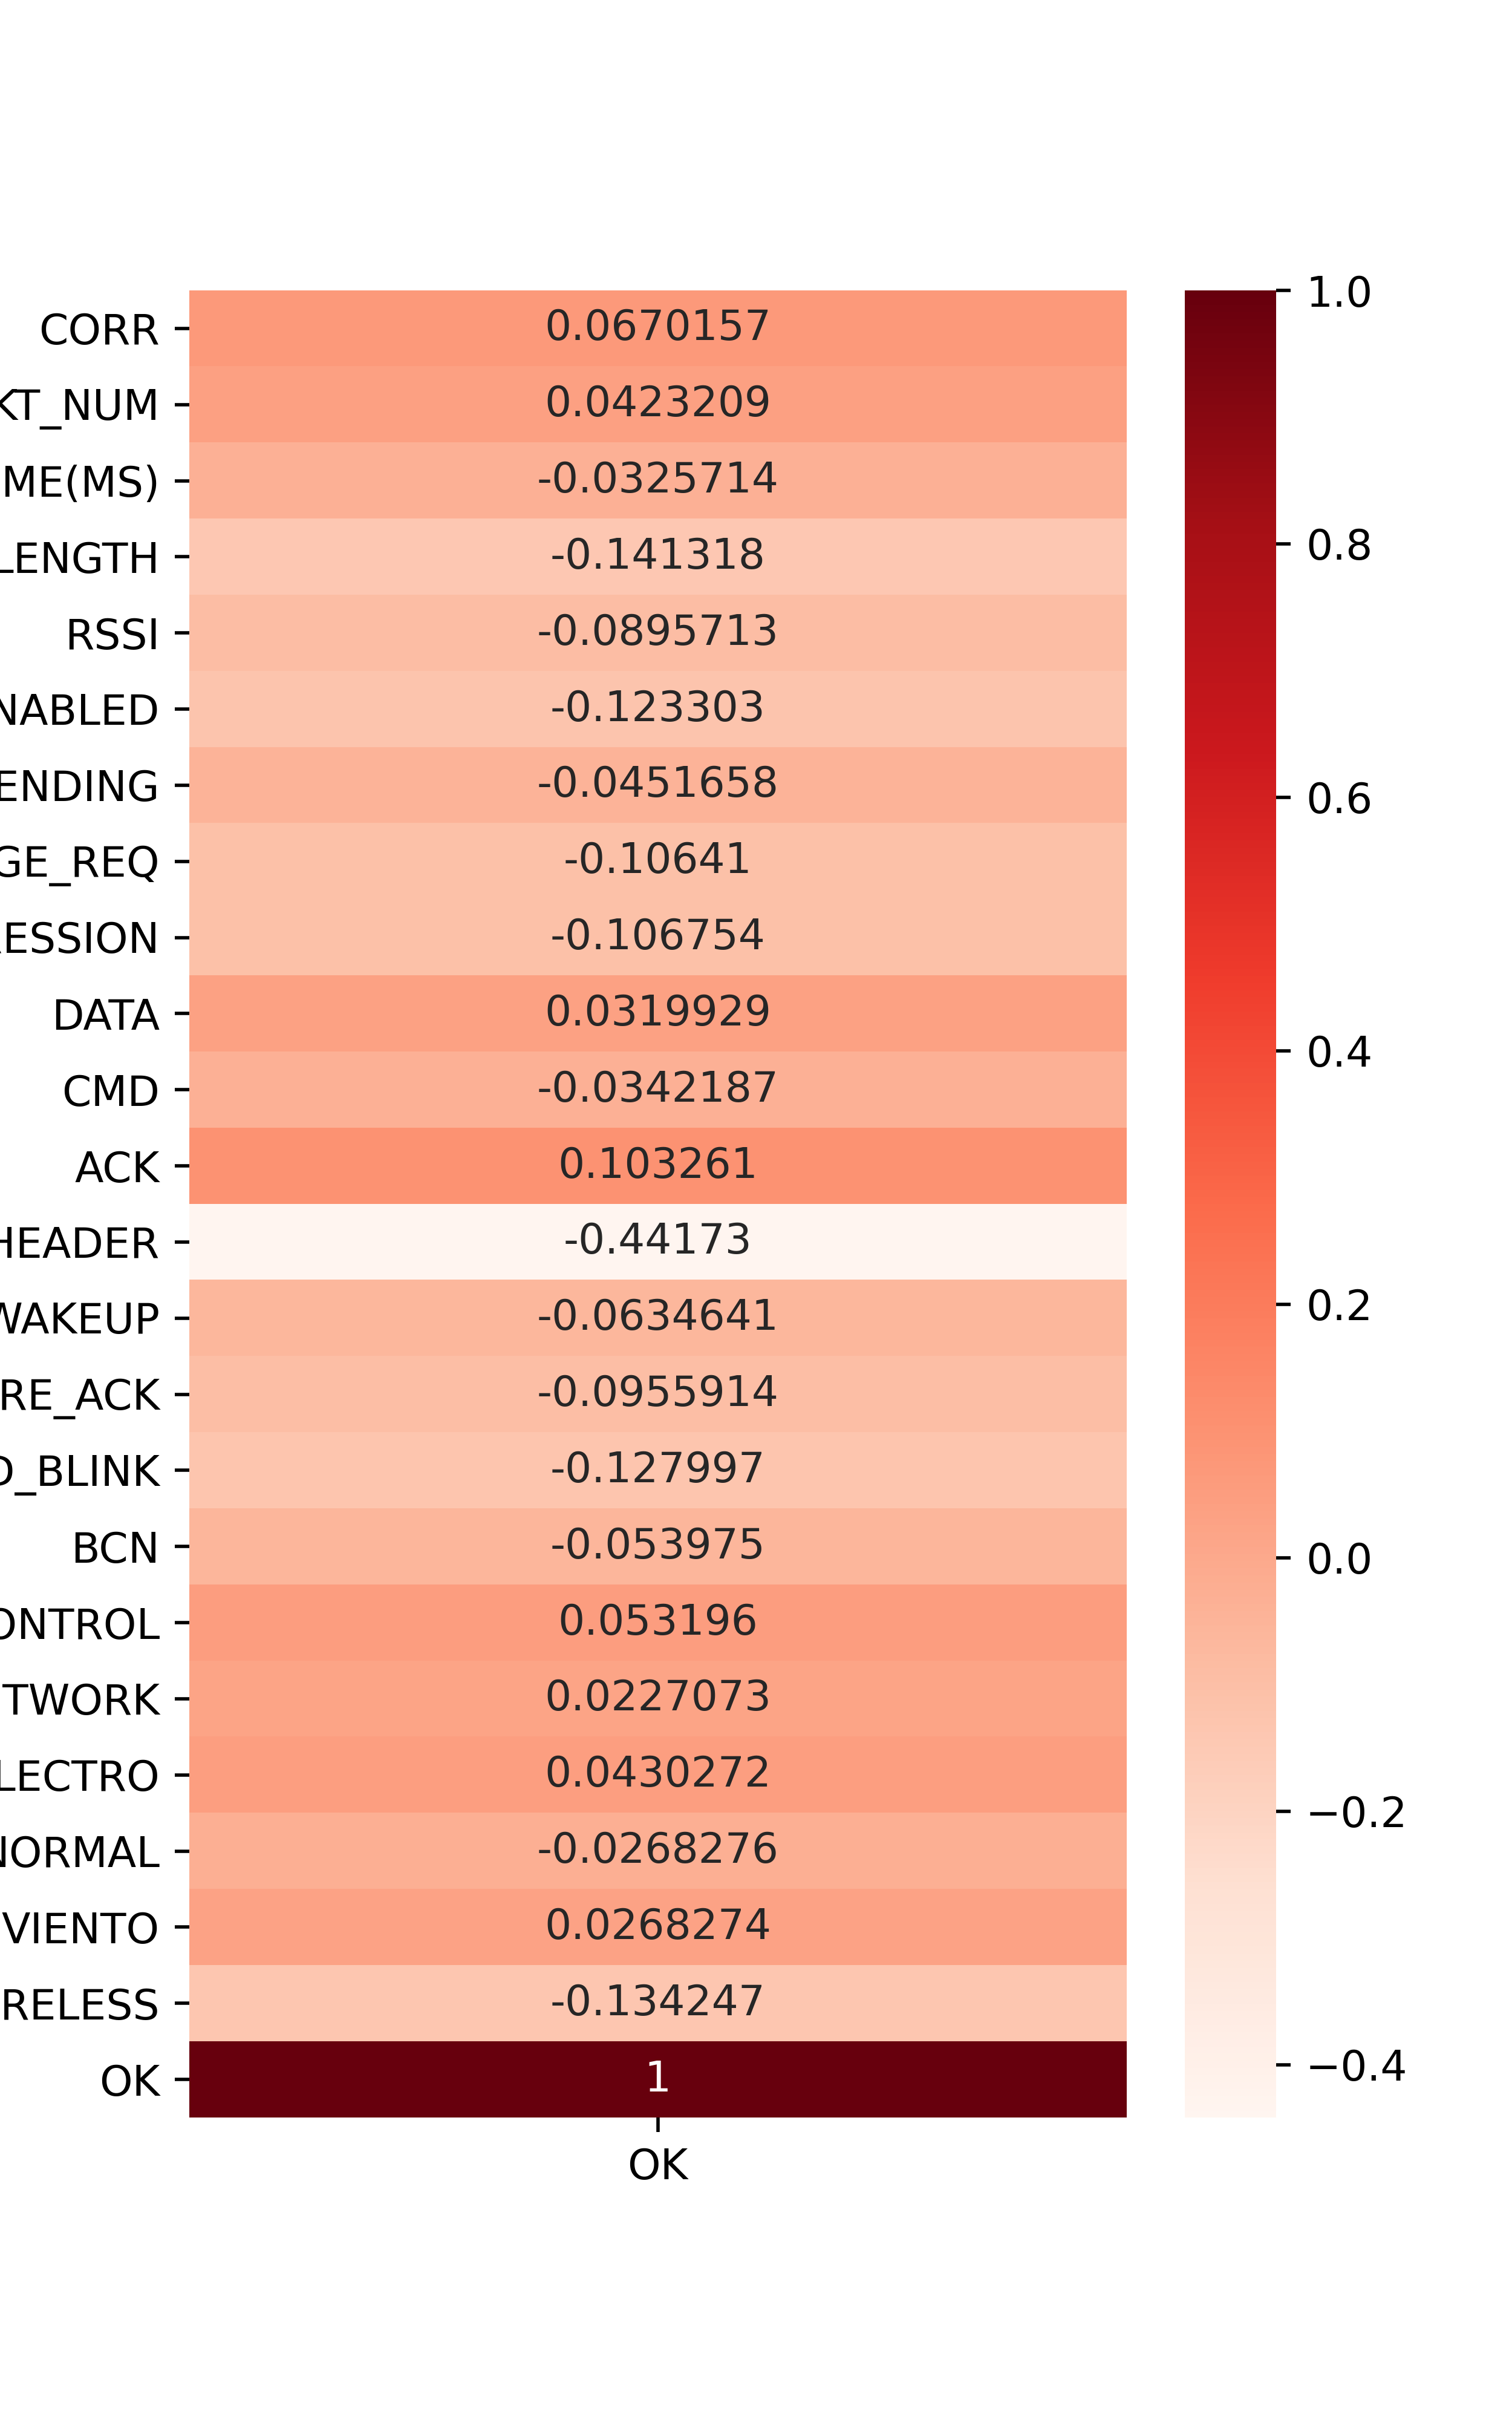 CORR 0.0670157 1.0
KT_NUM 0.0423209
ME(MS) -0.0325714
LENGTH -0.141318 0.8
RSSI -0.0895713
NABLED -0.123303
ENDING -0.0451658 0.6
GE_REQ -0.10641
ESSION -0.106754
DATA 0.0319929 0.4
CMD -0.0342187
ACK 0.103261
HEADER -0.44173
WAKEUP -0.0634641 0.2
RE_ACK -0.0955914
D_BLINK -0.127997
BCN -0.053975 0.0
ONTROL 0.053196
TWORK 0.0227073
LECTRO 0.0430272 −0.2
NORMAL -0.0268276
VIENTO 0.0268274
RELESS -0.134247
OK 1 −0.4
OK